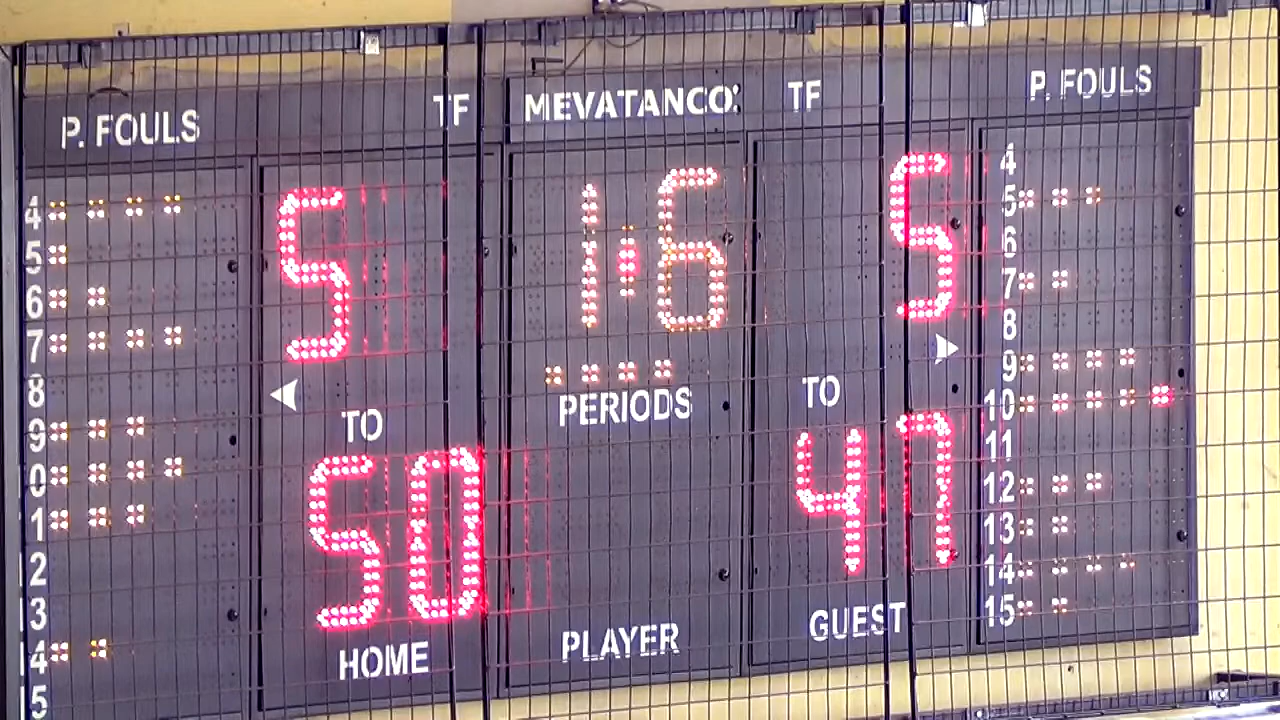 P. FOULS TF MEVATANCO: TF P. FOULS
4 5 1:6 5 4
5 5
6 6
7 7
8 PERIODS 8
9 TO TO 9
0 10
1 50 47 11
2 12
3 13
4 14
5 HOME PLAYER GUEST 15